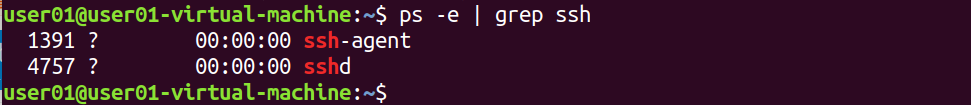 user01@user01-virtual-machine:~$ ps -e | grep ssh
1391 ?        00:00:00 ssh-agent
4757 ?        00:00:00 sshd
user01@user01-virtual-machine:~$